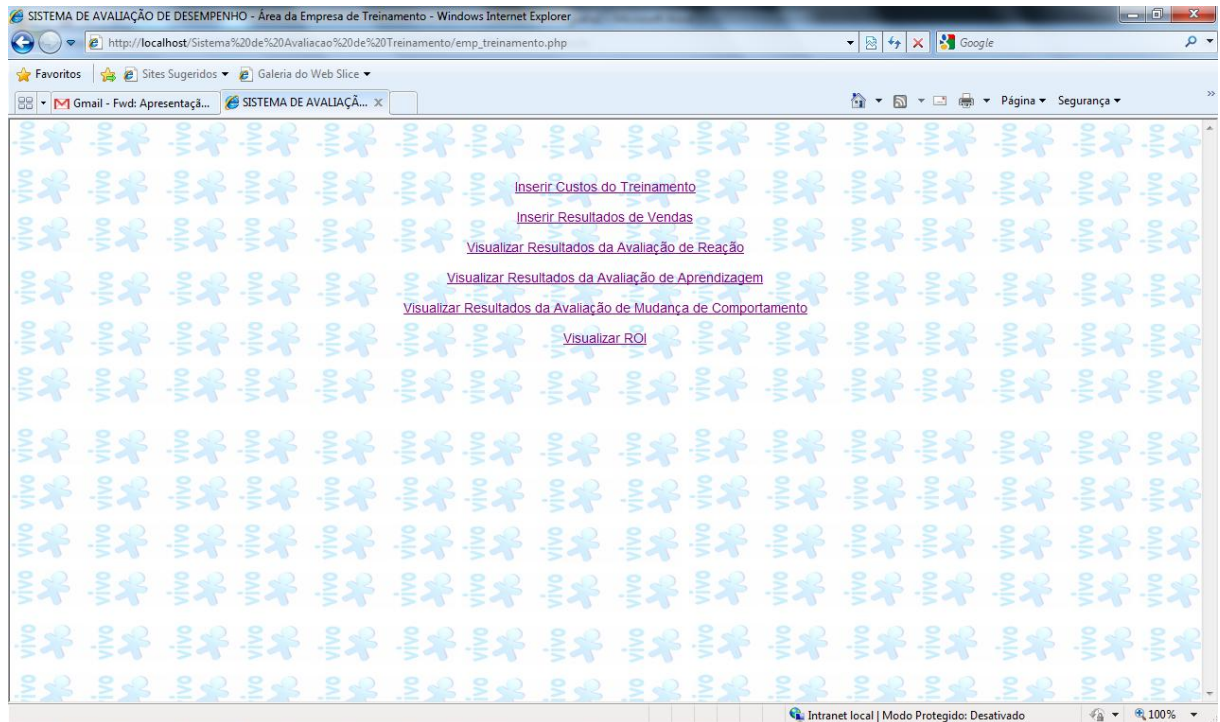 SISTEMA DE AVALIAÇÃO DE DESEMPENHO - Área da Empresa de Treinamento - Windows Internet Explorer
http://localhost/Sistema%20de%20Avaliacao%20de%20Treinamento/emp_treinamento.php
Google
Favoritos Sites Sugeridos Galeria do Web Slice
Gmail - Fwd: Apresentaçã... SISTEMA DE AVALIAÇÃ... X Página Segurança
Inserir Custos do Treinamento
Inserir Resultados de Vendas
Visualizar Resultados da Avaliação de Reação
Visualizar Resultados da Avaliação de Aprendizagem
Visualizar Resultados da Avaliação de Mudança de Comportamento
Visualizar ROI
vivo
Intranet local | Modo Protegido: Desativado 100%